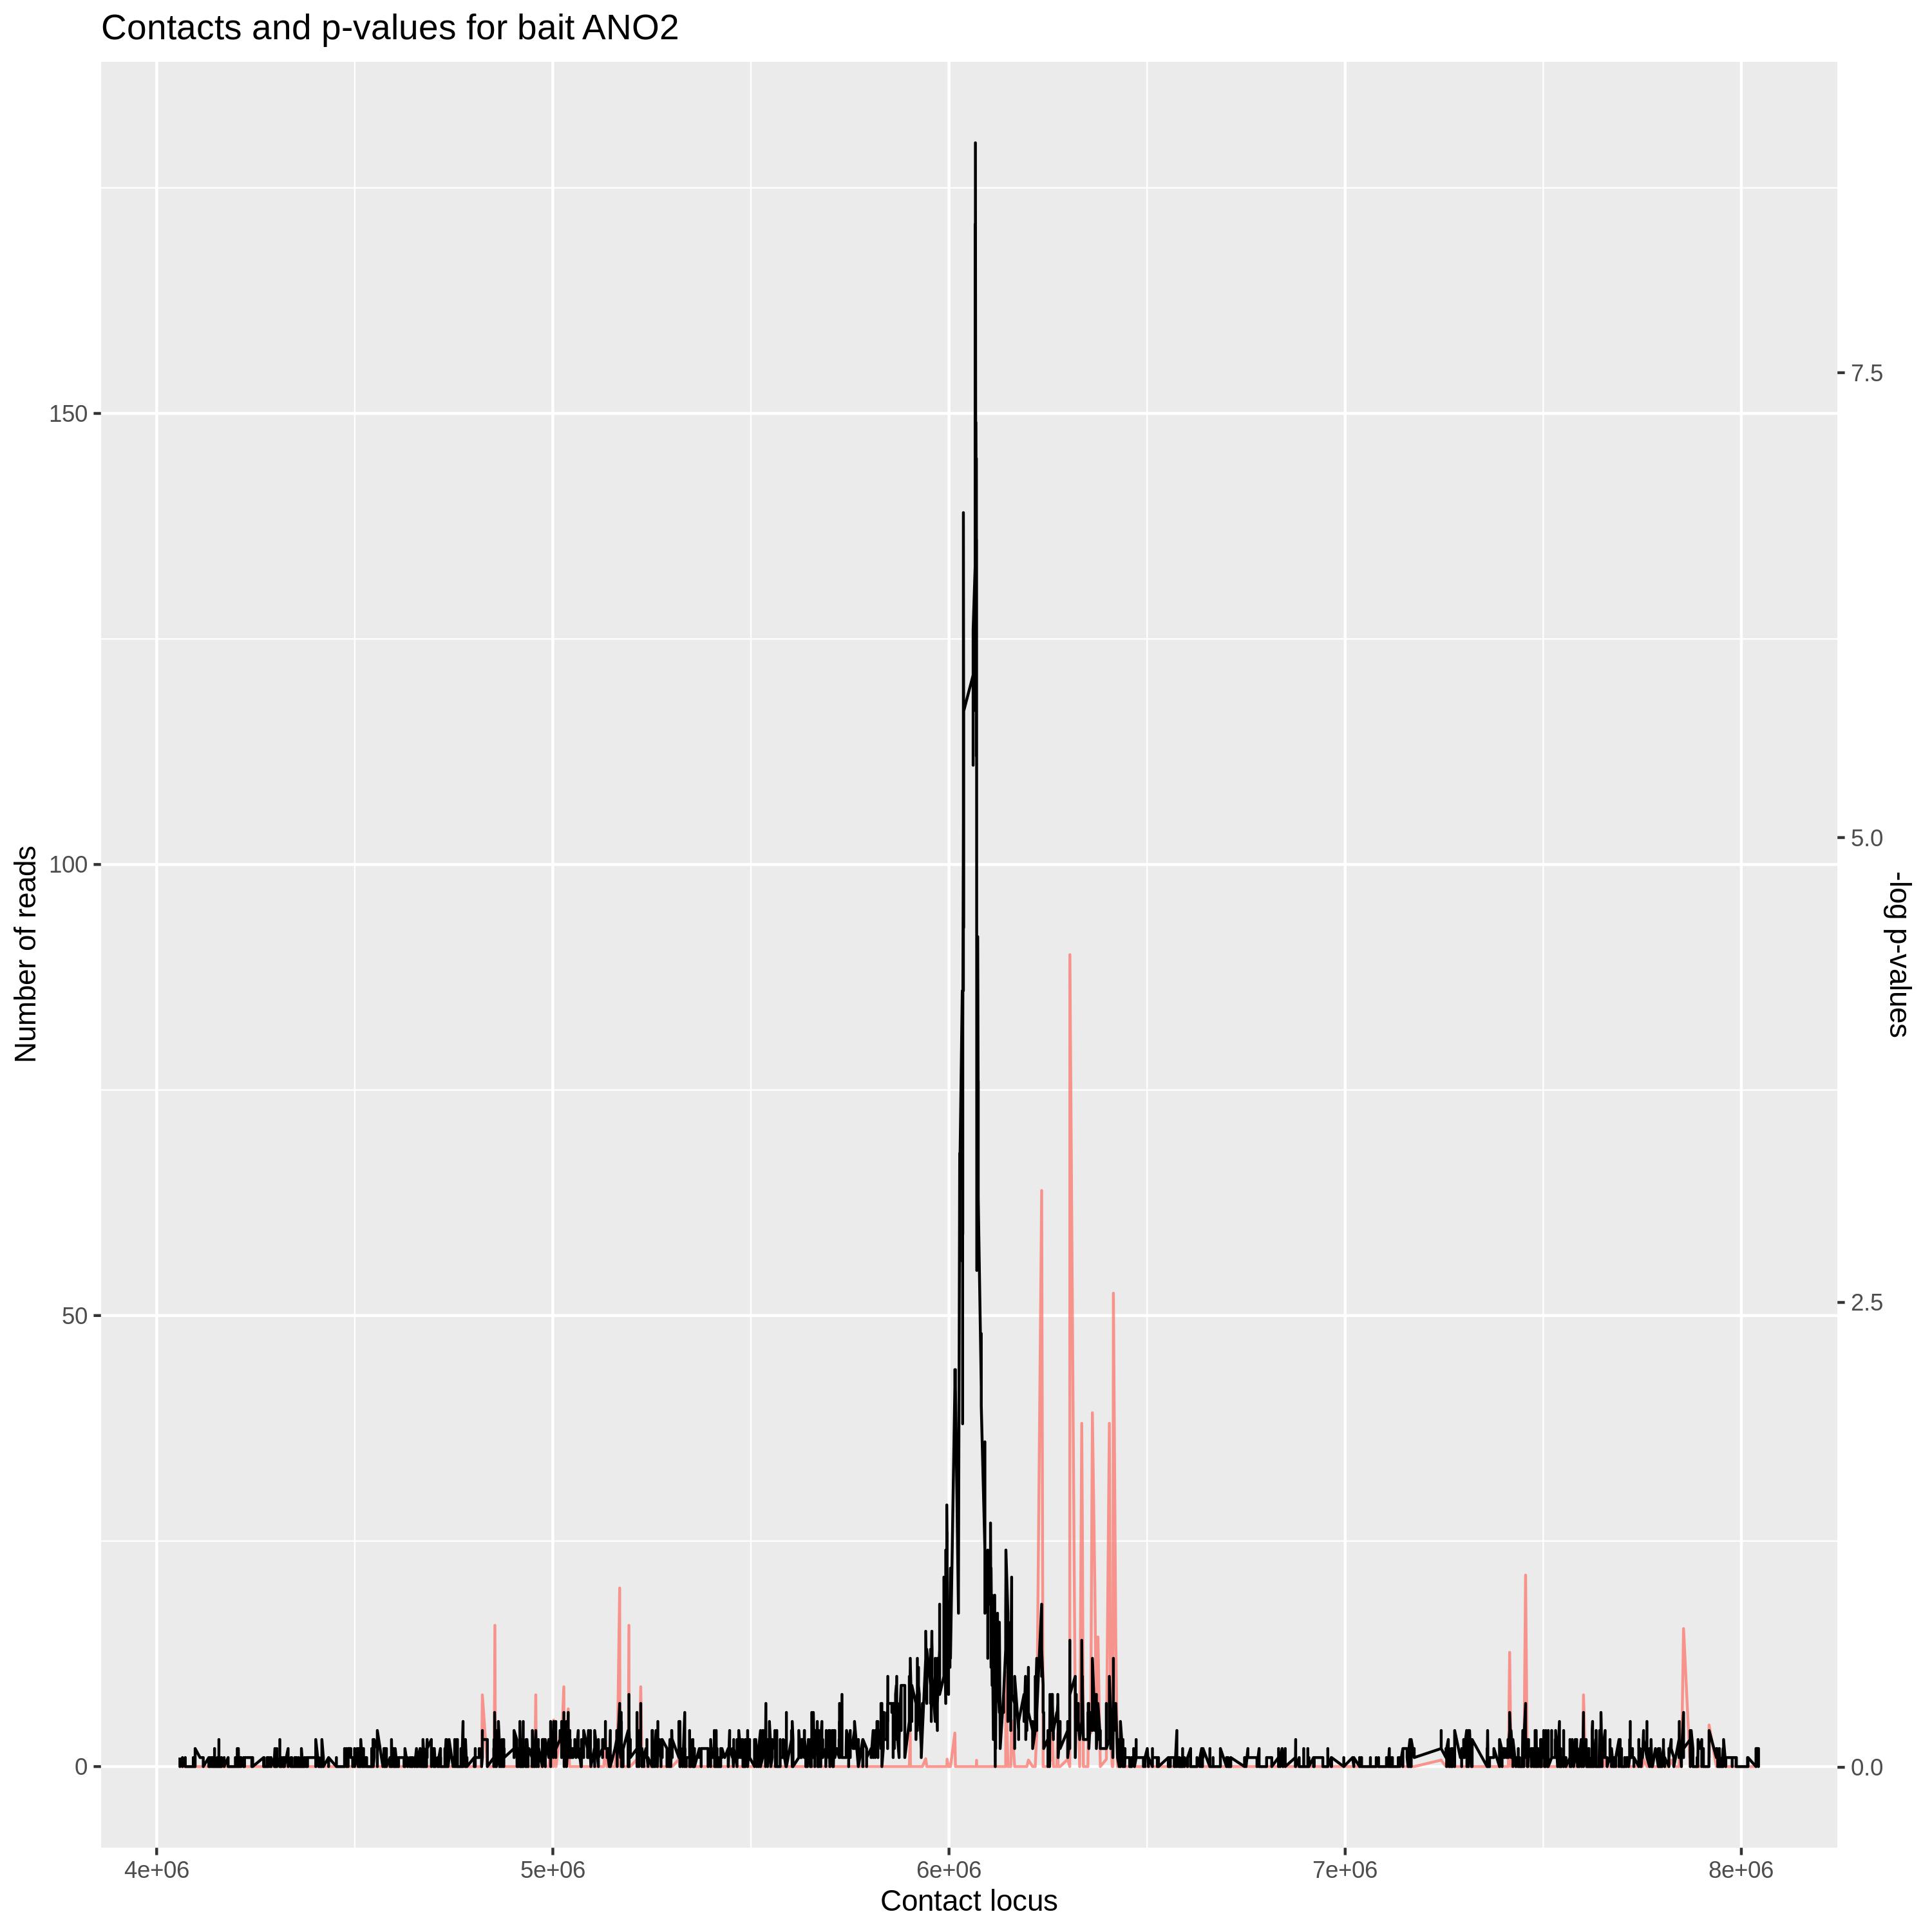 Contacts and p-values for bait ANO2
Number of reads
150
100
50
0
7.5
5.0
2.5
0.0
-log p-values
4e+06 5e+06 6e+06 7e+06 8e+06
Contact locus